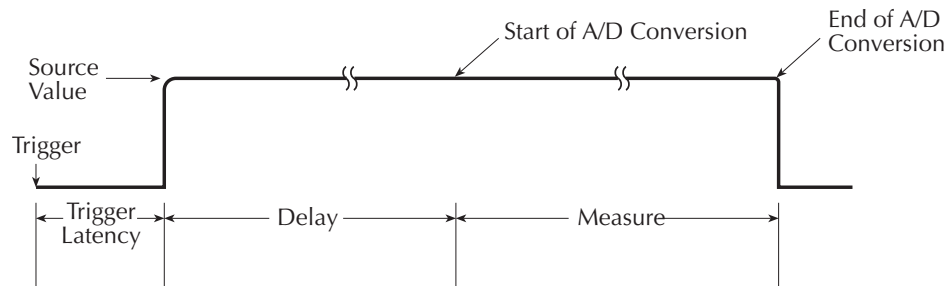 Start of A/D Conversion
End of A/D
Conversion
Source
Value
Trigger
Trigger
Latency
Delay
Measure